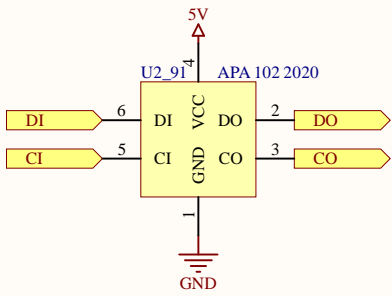 5V
U2_91 APA 102 2020
4
DI 6 DI VCC DO 2 DO
CI 5 CI GND CO 3 CO
1
GND